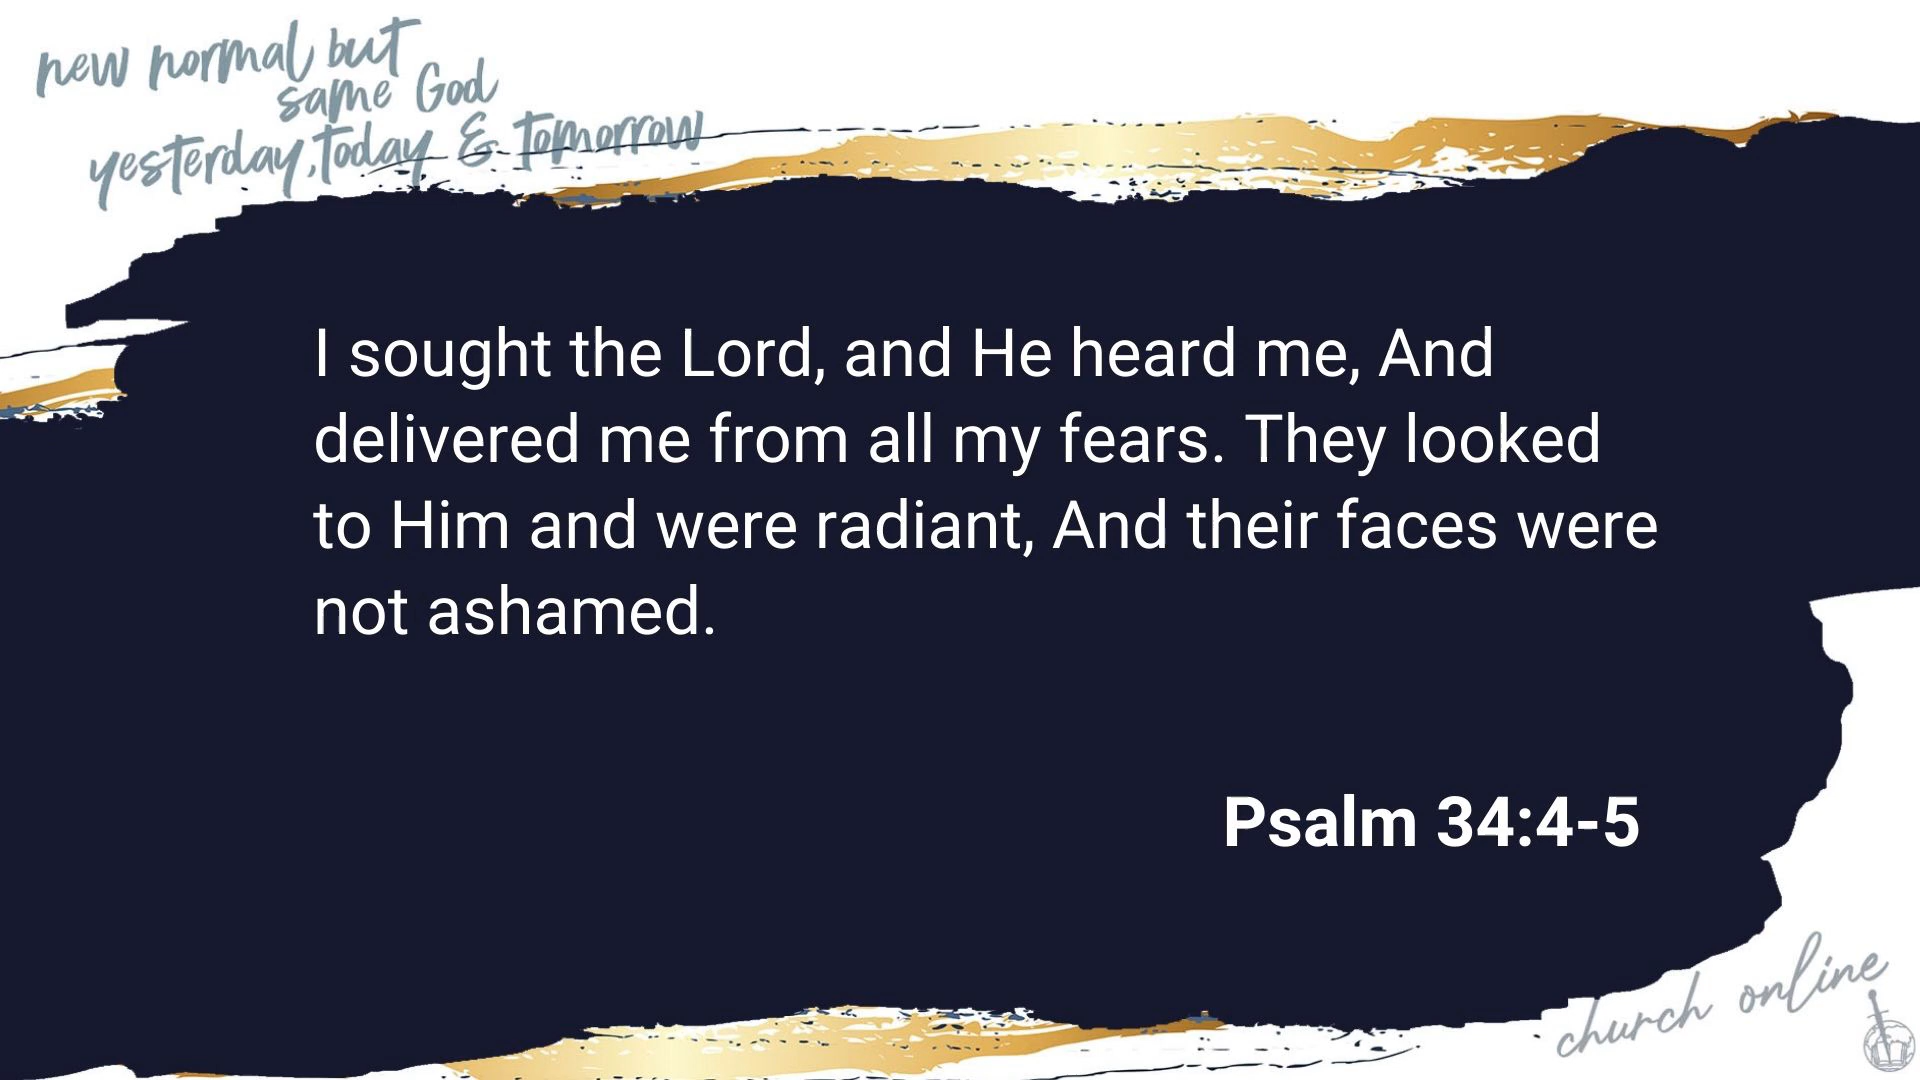 new normal but
same God
yesterday, today & tomorrow
I sought the Lord, and He heard me, And
delivered me from all my fears. They looked
to Him and were radiant, And their faces were
not ashamed.
Psalm 34:4-5
church online